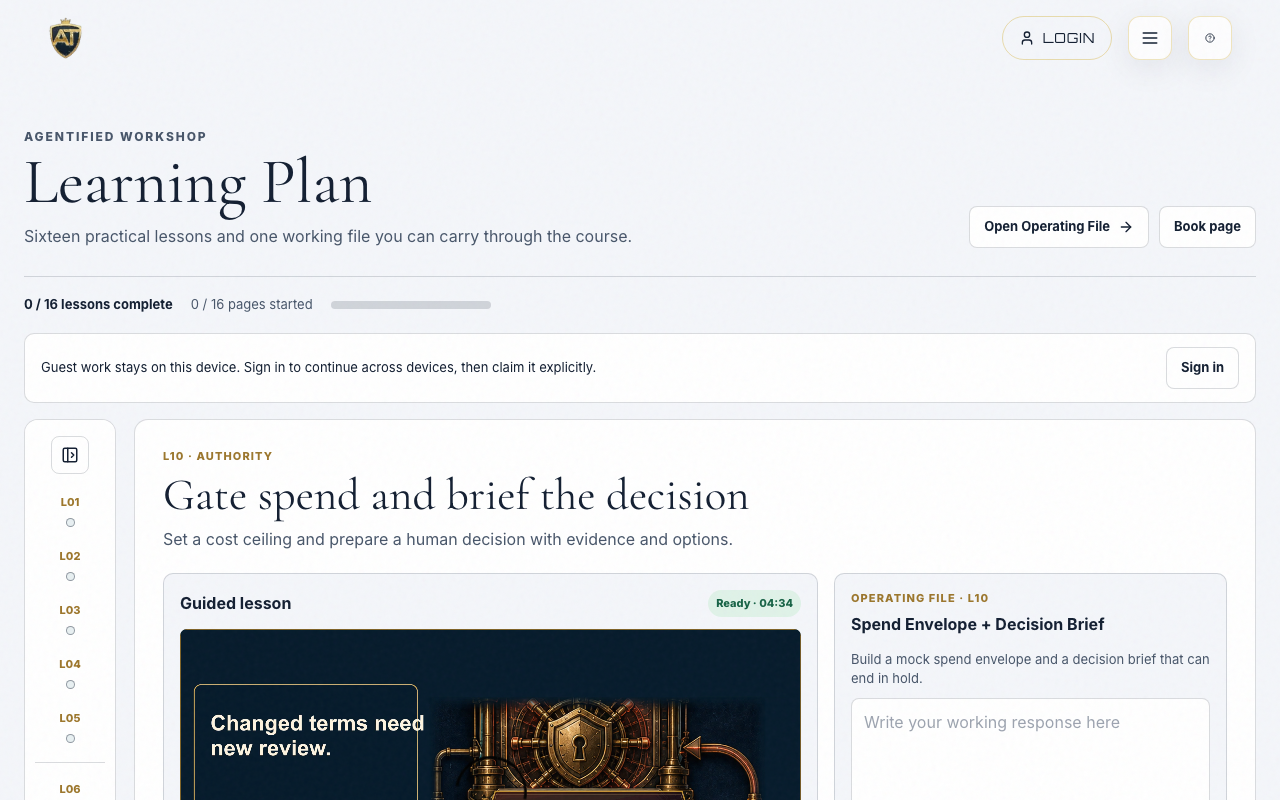 AT
LOGIN
AGENTIFIED WORKSHOP
Learning Plan
Sixteen practical lessons and one working file you can carry through the course.
Open Operating File
Book page
0 / 16 lessons complete
0 / 16 pages started
Guest work stays on this device. Sign in to continue across devices, then claim it explicitly.
Sign in
L01
L02
L03
L04
L05
L06
L10 · AUTHORITY
Gate spend and brief the decision
Set a cost ceiling and prepare a human decision with evidence and options.
Guided lesson
Ready · 04:34
Changed terms need
new review.
OPERATING FILE · L10
Spend Envelope + Decision Brief
Build a mock spend envelope and a decision brief that can
end in hold.
Write your working response here